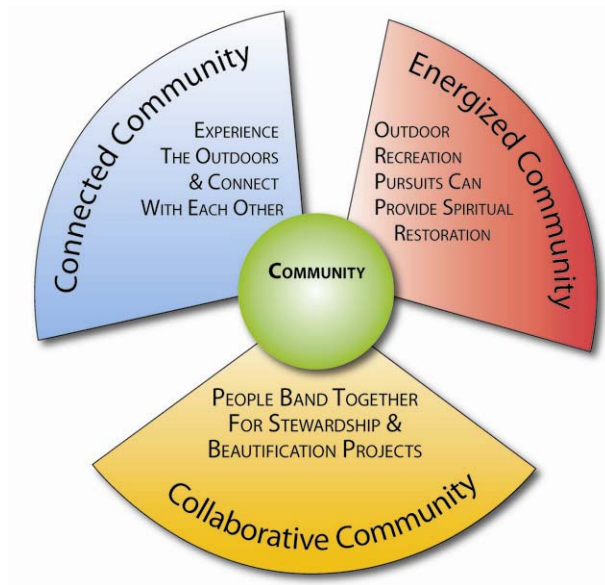 Connected Community
EXPERIENCE
THE OUTDOORS
& CONNECT
WITH EACH OTHER
Energized Community
OUTDOOR
RECREATION
PURSUITS CAN
PROVIDE SPIRITUAL
RESTORATION
COMMUNITY
PEOPLE BAND TOGETHER
FOR STEWARDSHIP &
BEAUTIFICATION PROJECTS
Collaborative Community